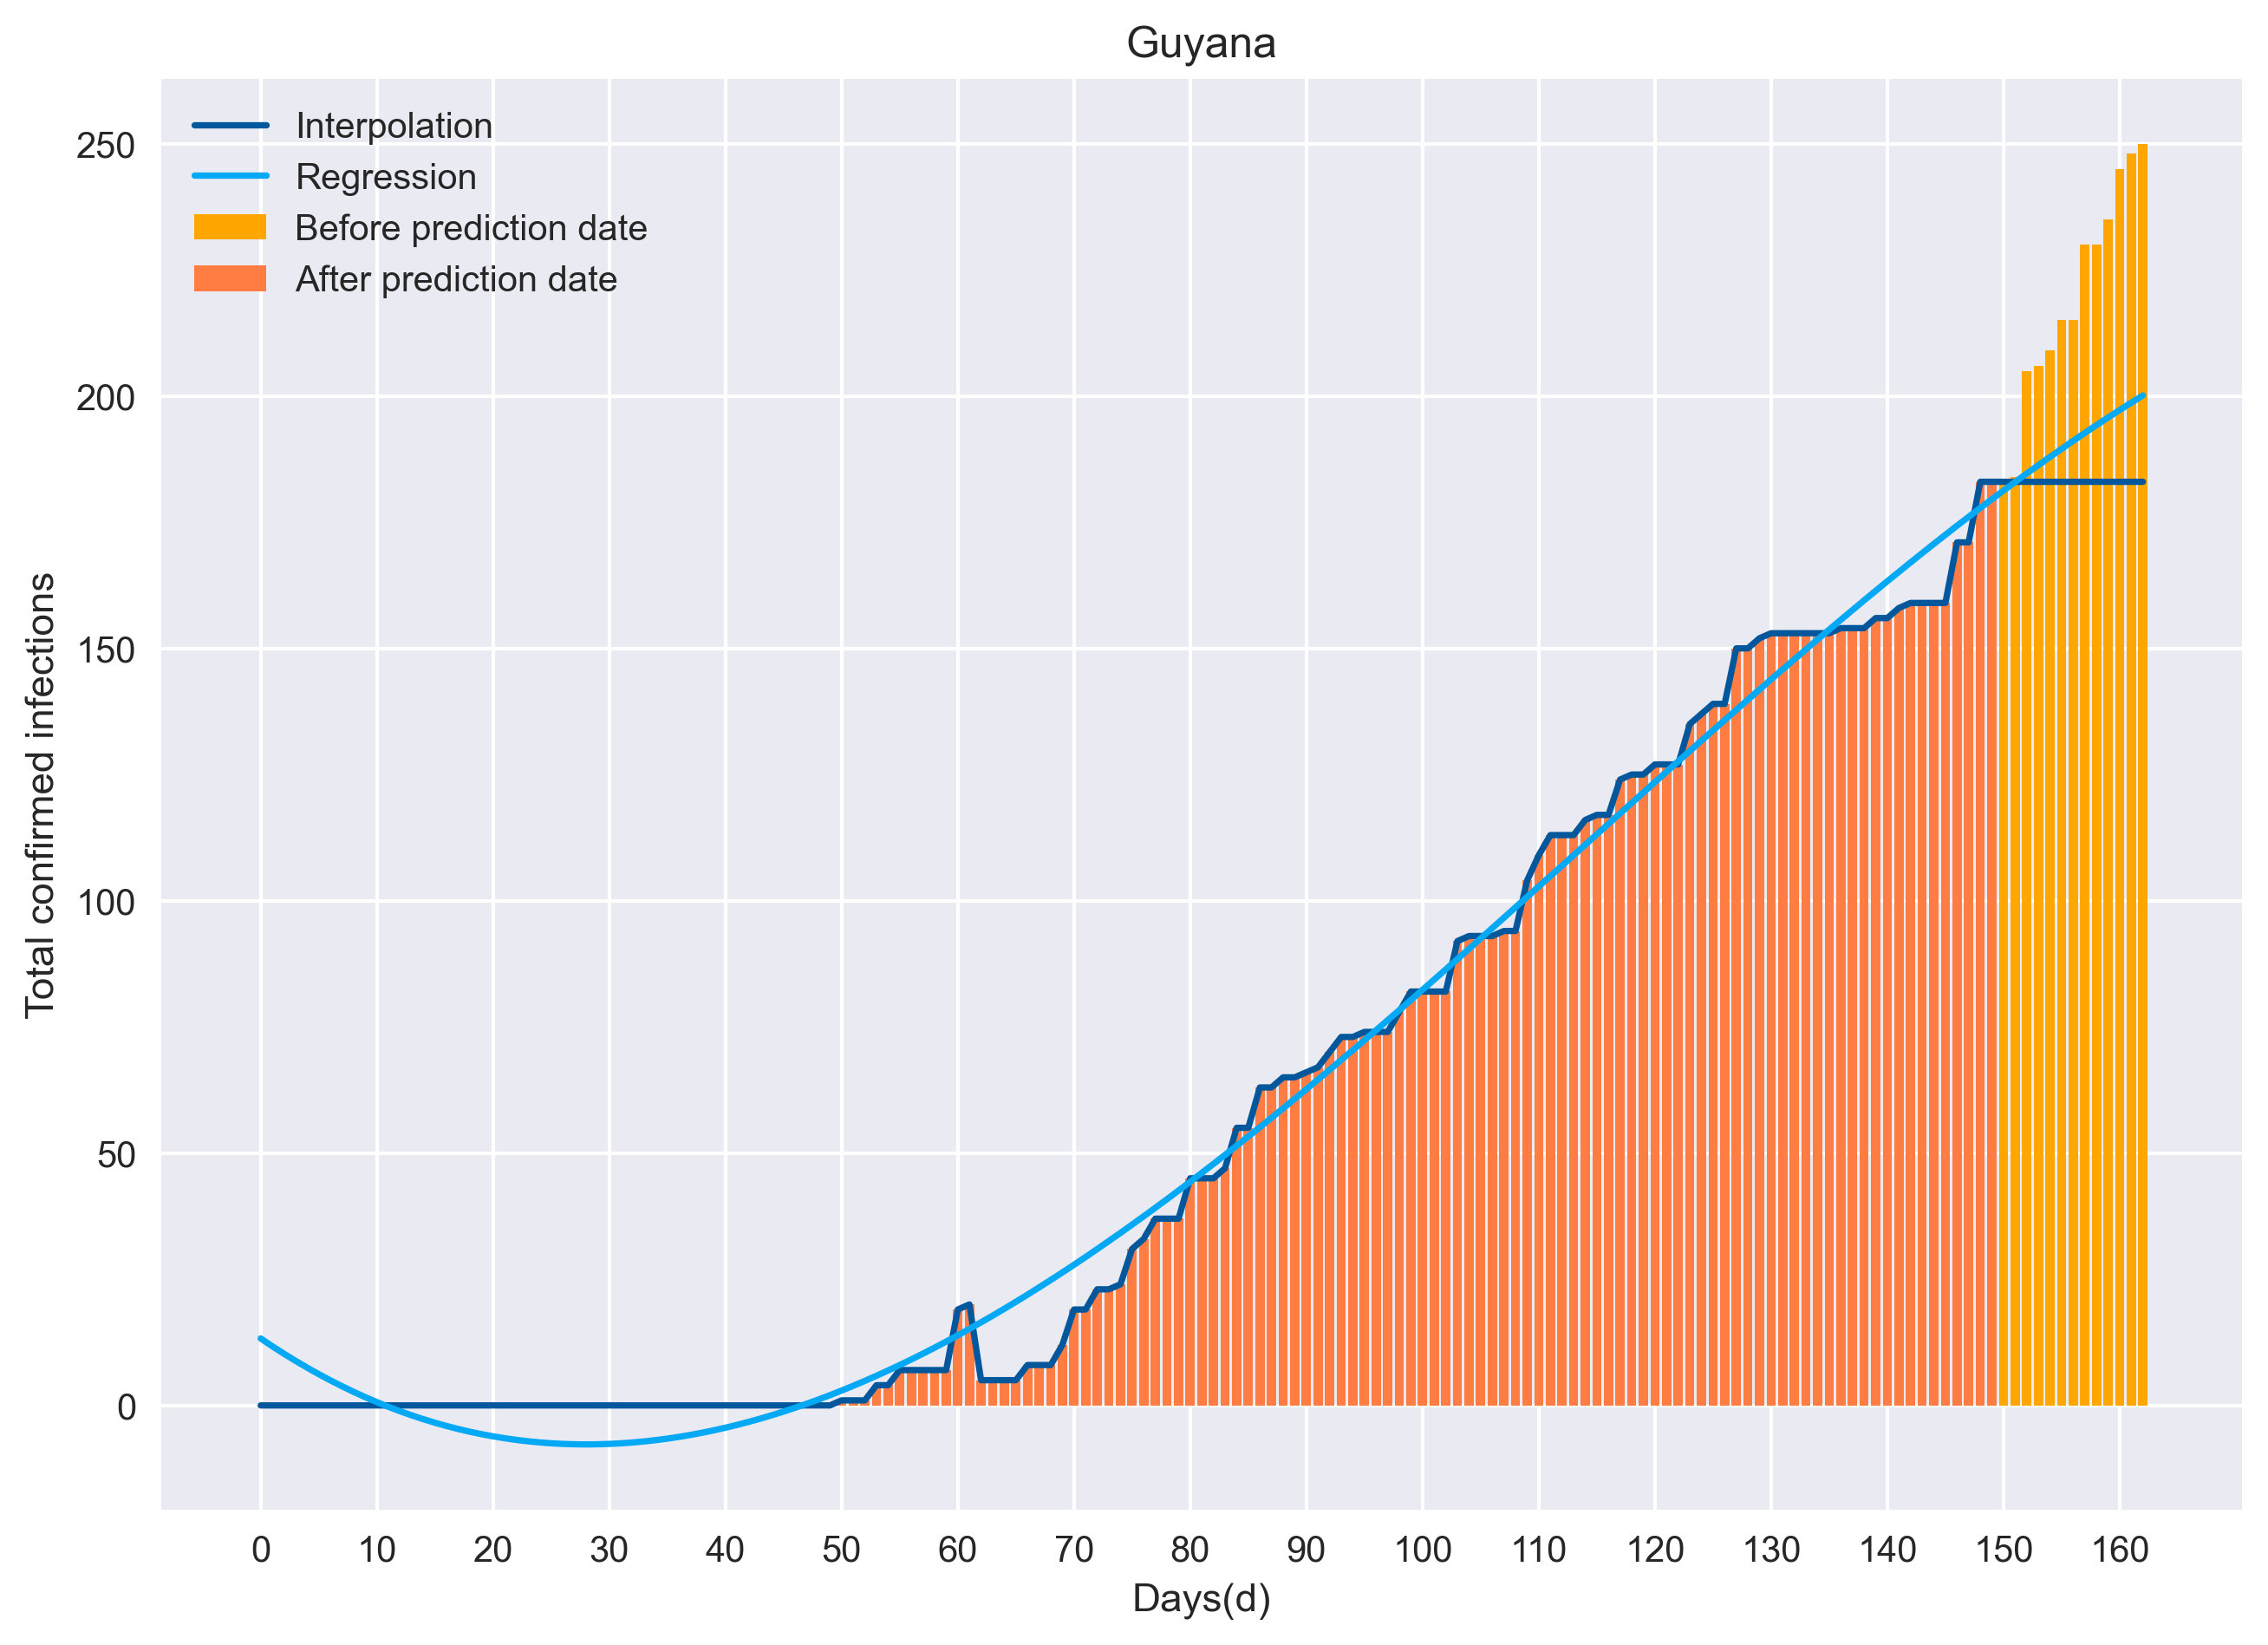 Guyana
Interpolation
Regression
Before prediction date
After prediction date
250
200
150
100
50
0
Total confirmed infections
0 10 20 30 40 50 60 70 80 90 100 110 120 130 140 150 160
Days(d)